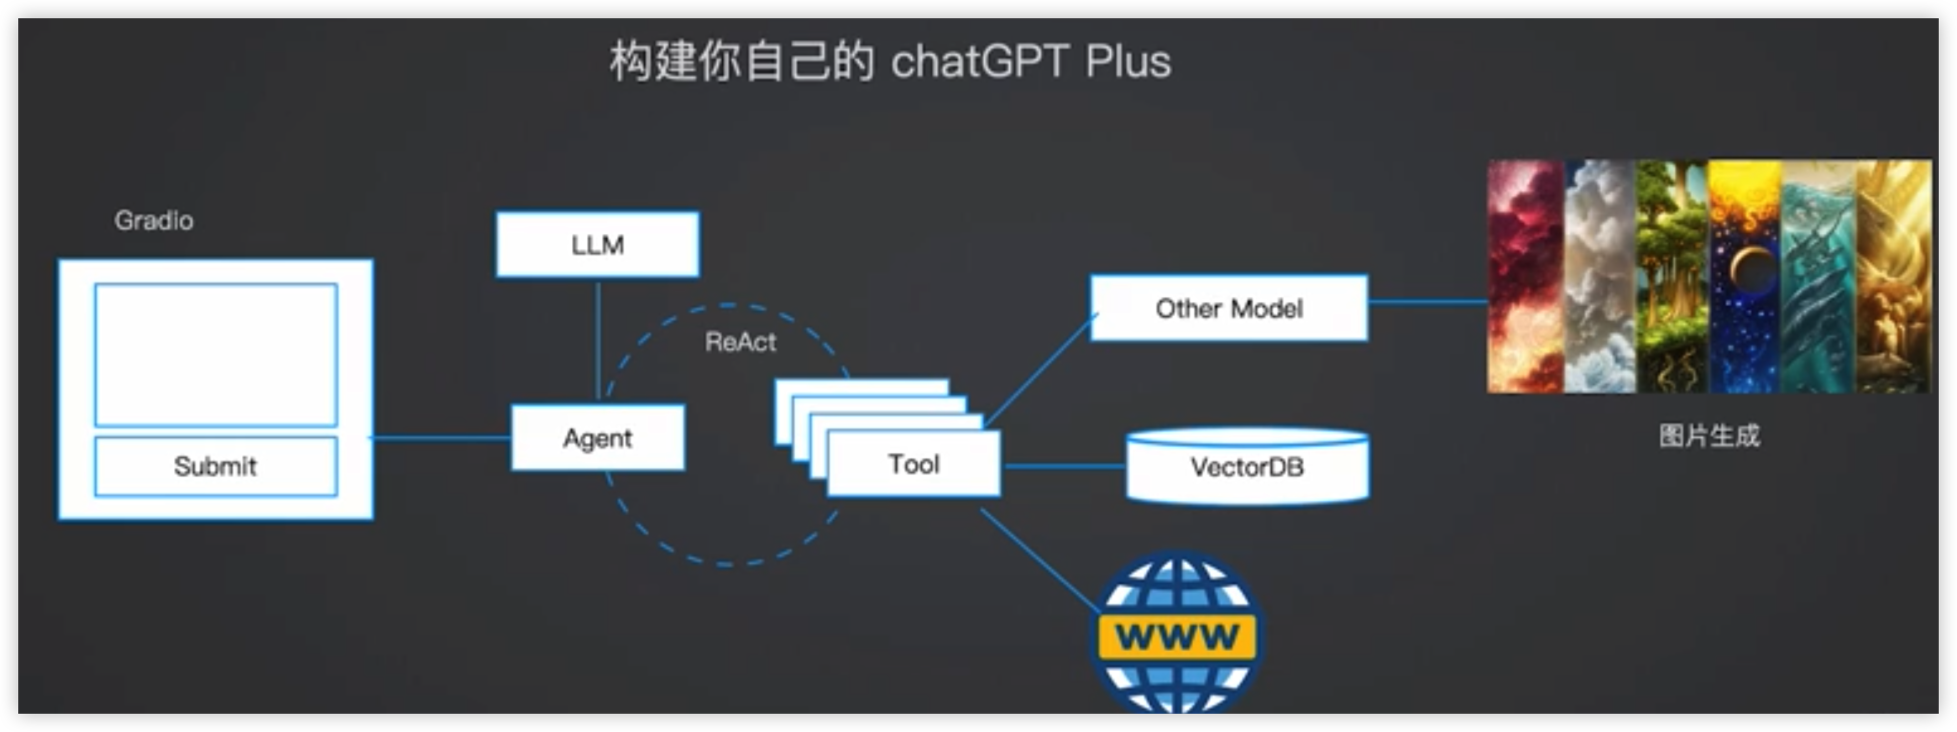 构建你自己的 chatGPT Plus
Gradio
LLM
ReAct
Other Model
Agent
Submit
Tool
VectorDB
图片生成
WWW